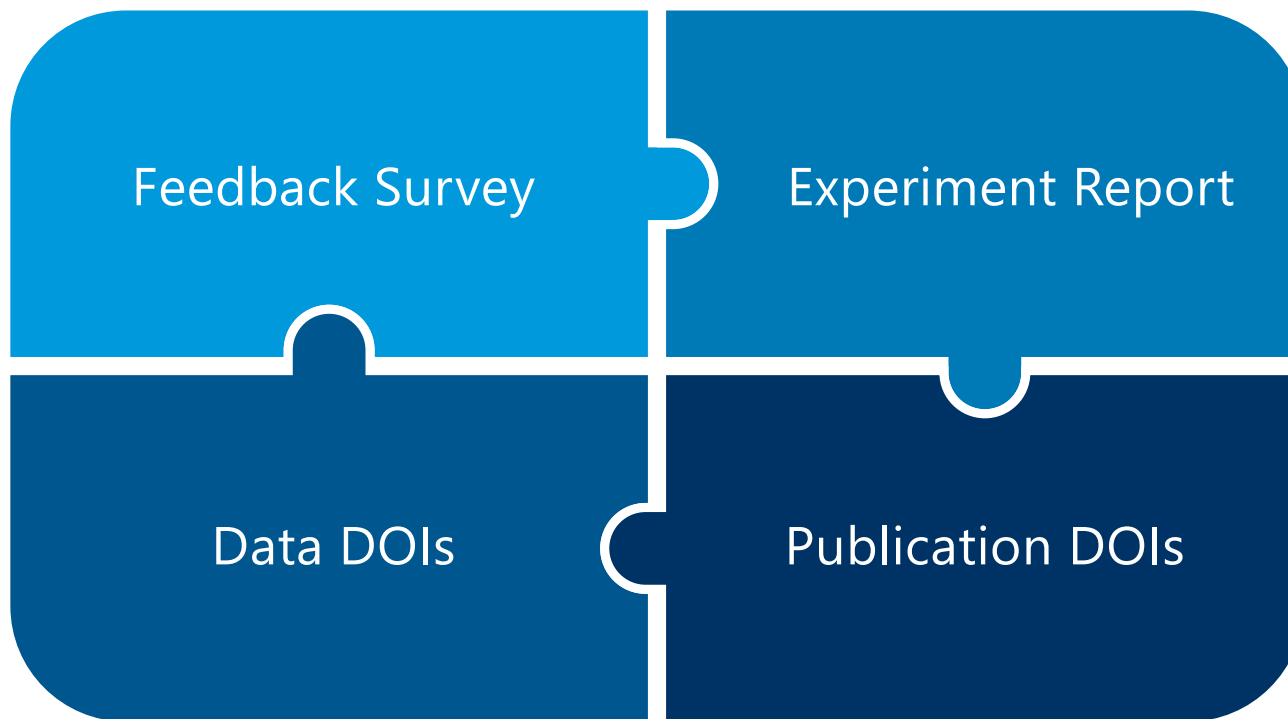 Feedback Survey
Experiment Report
Data DOIs
Publication DOIs